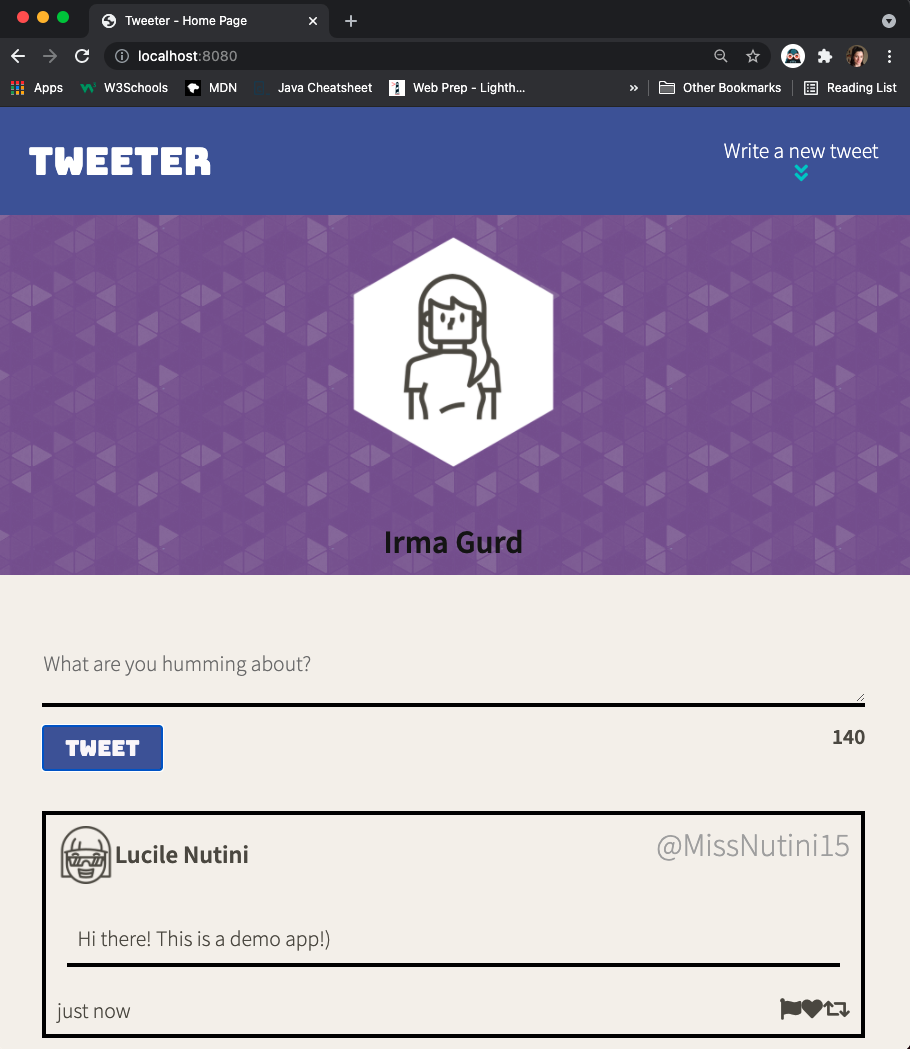 Tweeter - Home Page
localhost:8080
Apps W3Schools MDN Java Cheatsheet Web Prep - Lighth... » Other Bookmarks Reading List
TWEETER
Write a new tweet
Irma Gurd
What are you humming about?
TWEET
140
Lucile Nutini
@MissNutini15
Hi there! This is a demo app!)
just now